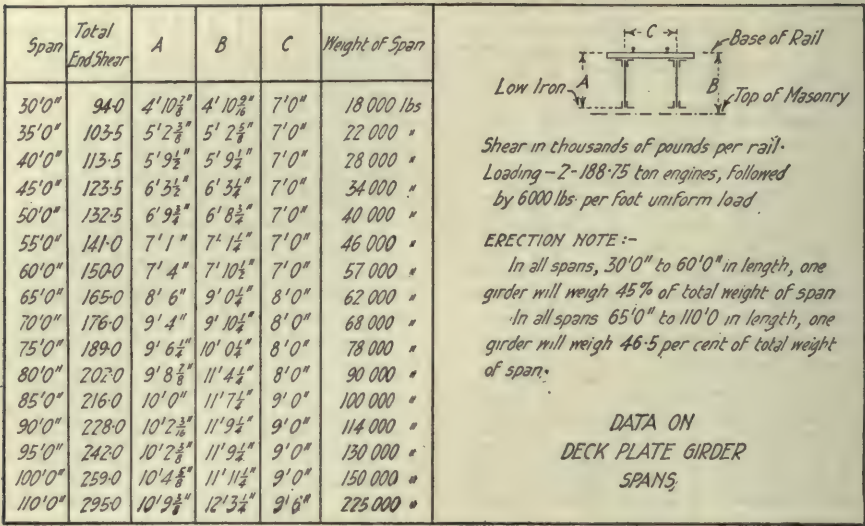 Span Total End Shear A B C Weight of Span
30'0" 94·0 4'10⅞" 4'10 9/16" 7'0" 18 000 lbs
35'0" 103·5 5'2⅜" 5'2⅝" 7'0" 22 000 "
40'0" 113·5 5'9½" 5'9¼" 7'0" 28 000 "
45'0" 123·5 6'3½" 6'3¼" 7'0" 34 000 "
50'0" 132·5 6'9¾" 6'8¾" 7'0" 40 000 "
55'0" 141·0 7'1" 7'1¼" 7'0" 46 000 "
60'0" 150·0 7'4" 7'10½" 7'0" 57 000 "
65'0" 165·0 8'6" 9'0¼" 8'0" 62 000 "
70'0" 176·0 9'4" 9'10¼" 8'0" 68 000 "
75'0" 189·0 9'6¼" 10'0¼" 8'0" 78 000 "
80'0" 202·0 9'8⅞" 11'4¼" 8'0" 90 000 "
85'0" 216·0 10'0" 11'7¼" 9'0" 100 000 "
90'0" 228·0 10'2 3/16" 11'9¼" 9'0" 114 000 "
95'0" 242·0 10'2⅜" 11'9¼" 9'0" 130 000 "
100'0" 259·0 10'4⅝" 11'11¼" 9'0" 150 000 "
110'0" 295·0 10'9⅜" 12'3¼" 9'6" 225 000 "
C
Base of Rail
Low Iron A B
Top of Masonry
Shear in thousands of pounds per rail·
Loading – 2 - 188·75 ton engines, followed
by 6000 lbs· per foot uniform load
ERECTION NOTE :-
In all spans, 30'0" to 60'0" in length, one
girder will weigh 45% of total weight of span
In all spans 65'0" to 110'0 in length, one
girder will weigh 46·5 per cent of total weight
of span·
DATA ON
DECK PLATE GIRDER
SPANS